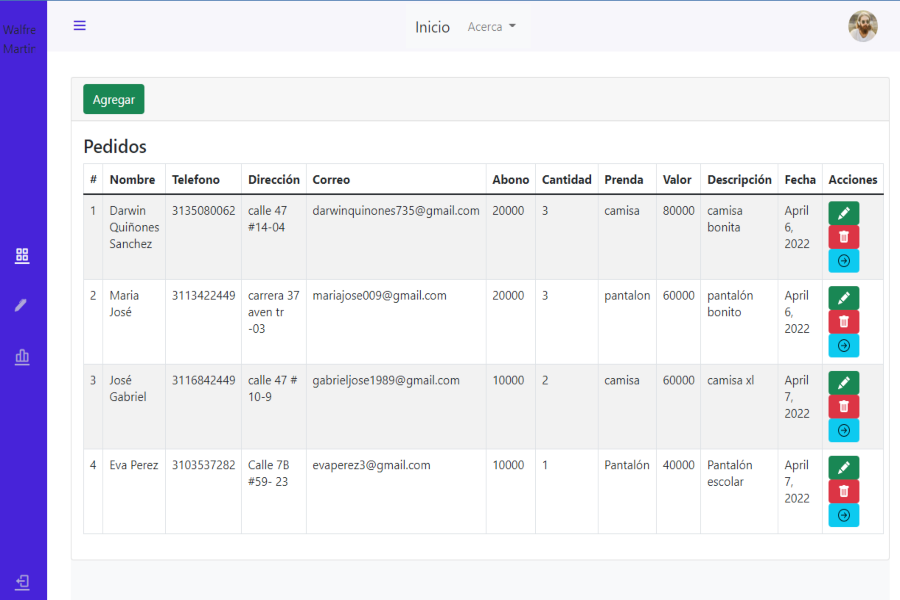 Walfre
Martir
Inicio Acerca
Agregar
Pedidos
# Nombre Telefono Dirección Correo Abono Cantidad Prenda Valor Descripción Fecha Acciones
1 Darwin 3135080062 calle 47 darwinquinones735@gmail.com 20000 3 camisa 80000 camisa April
Quiñones #14-04 bonita 6,
Sanchez 2022
2 Maria 3113422449 carrera 37 mariajose009@gmail.com 20000 3 pantalon 60000 pantalón April
José aven tr bonito 6,
-03 2022
3 José 3116842449 calle 47 # gabrieljose1989@gmail.com 10000 2 camisa 60000 camisa xl April
Gabriel 10-9 7,
2022
4 Eva Perez 3103537282 Calle 7B evaperez3@gmail.com 10000 1 Pantalón 40000 Pantalón April
#59- 23 escolar 7,
2022